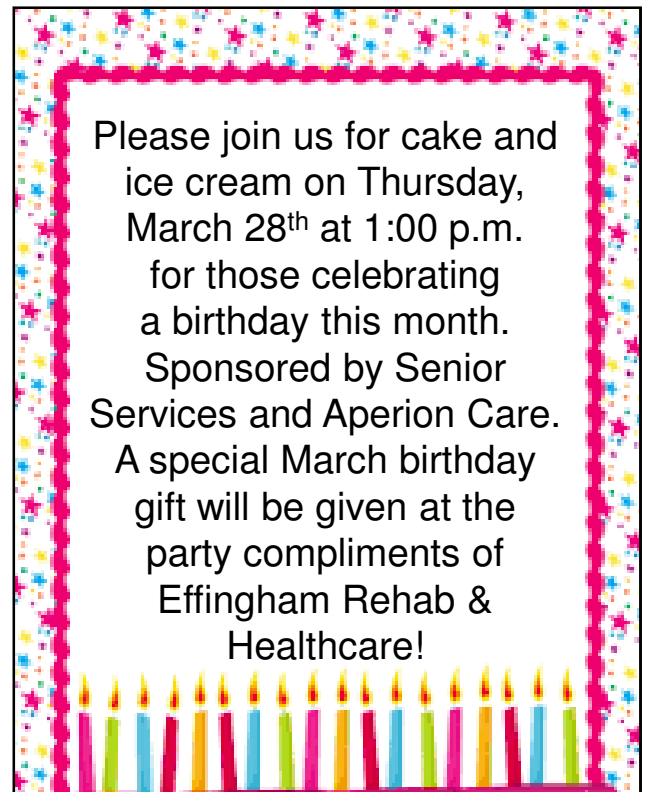 Please join us for cake and
ice cream on Thursday,
March 28th at 1:00 p.m.
for those celebrating
a birthday this month.
Sponsored by Senior
Services and Aperion Care.
A special March birthday
gift will be given at the
party compliments of
Effingham Rehab &
Healthcare!